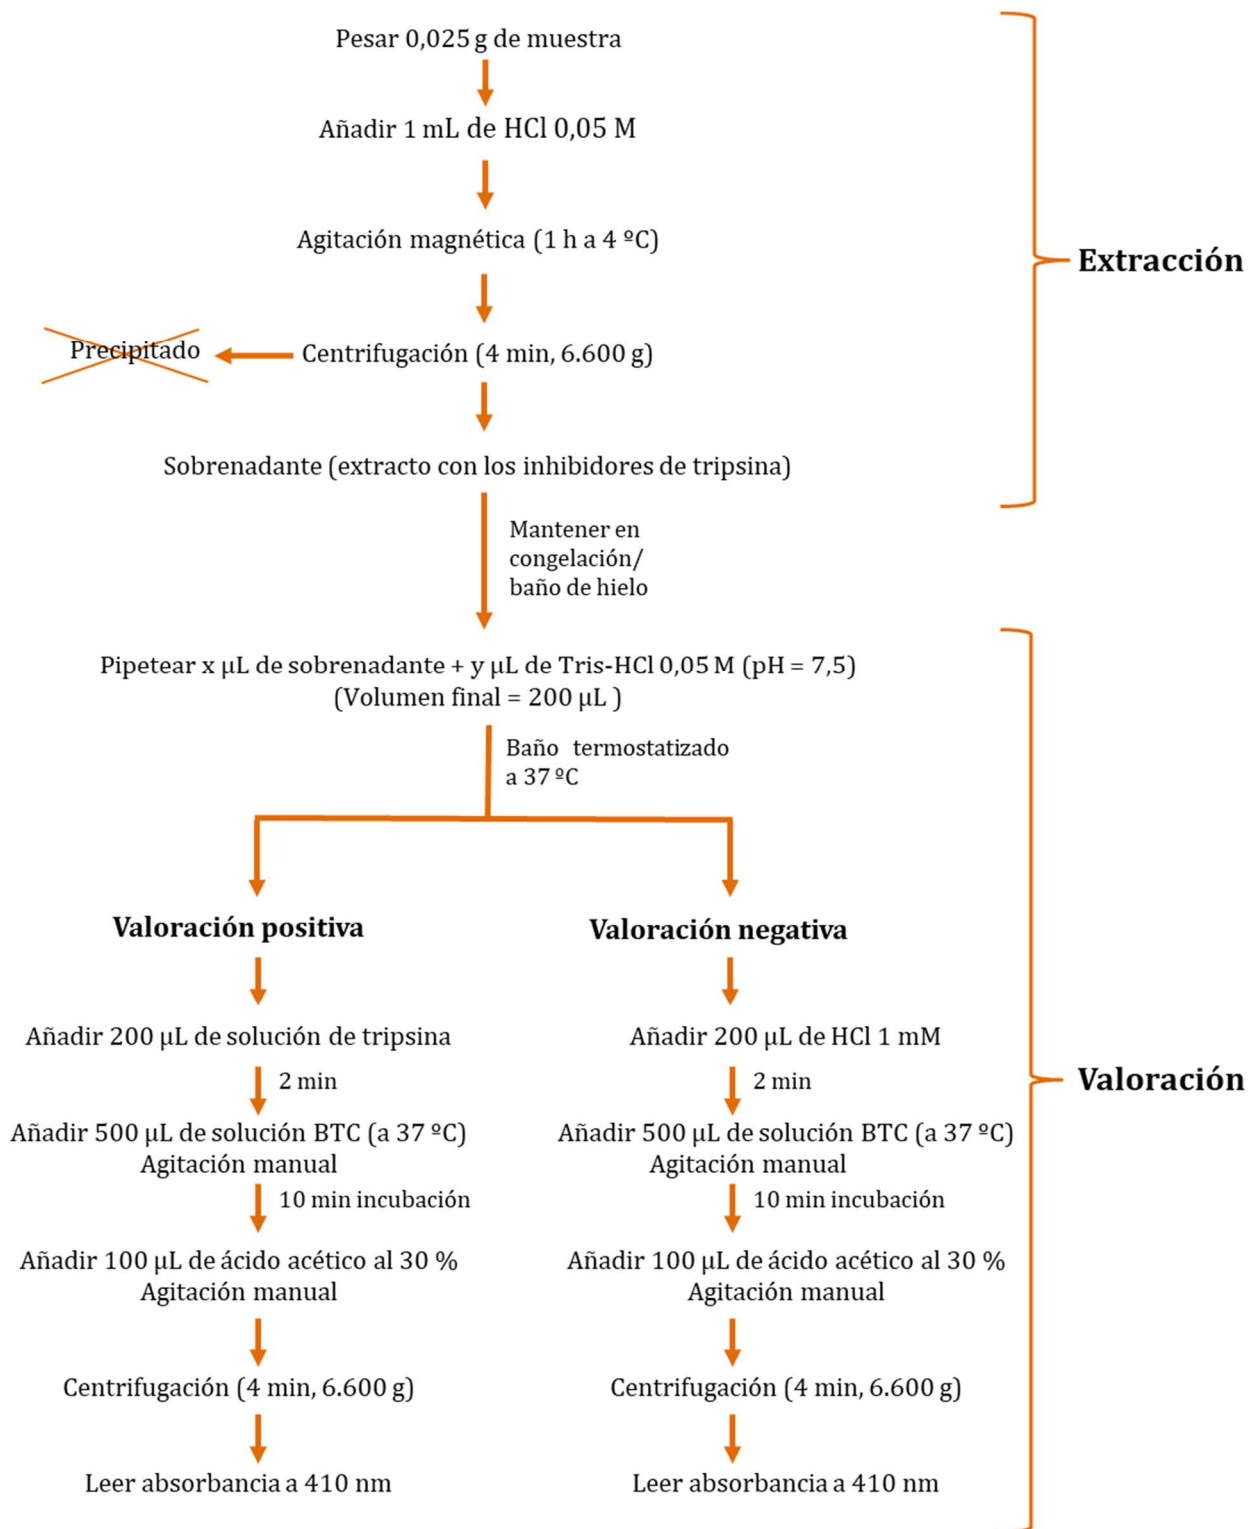 Pesar 0,025 g de muestra
Añadir 1 mL de HCl 0,05 M
Agitación magnética (1 h a 4 ºC)
Extracción
Precipitado
Centrifugación (4 min, 6.600 g)
Sobrenadante (extracto con los inhibidores de tripsina)
Mantener en
congelación/
baño de hielo
Pipetear x µL de sobrenadante + y µL de Tris-HCl 0,05 M (pH = 7,5)
(Volumen final = 200 µL )
Baño termostatizado
a 37 ºC
Valoración positiva
Añadir 200 µL de solución de tripsina
2 min
Añadir 500 µL de solución BTC (a 37 ºC)
Agitación manual
10 min incubación
Añadir 100 µL de ácido acético al 30 %
Agitación manual
Centrifugación (4 min, 6.600 g)
Leer absorbancia a 410 nm
Valoración negativa
Añadir 200 µL de HCl 1 mM
2 min
Añadir 500 µL de solución BTC (a 37 ºC)
Agitación manual
10 min incubación
Añadir 100 µL de ácido acético al 30 %
Agitación manual
Centrifugación (4 min, 6.600 g)
Leer absorbancia a 410 nm
Valoración